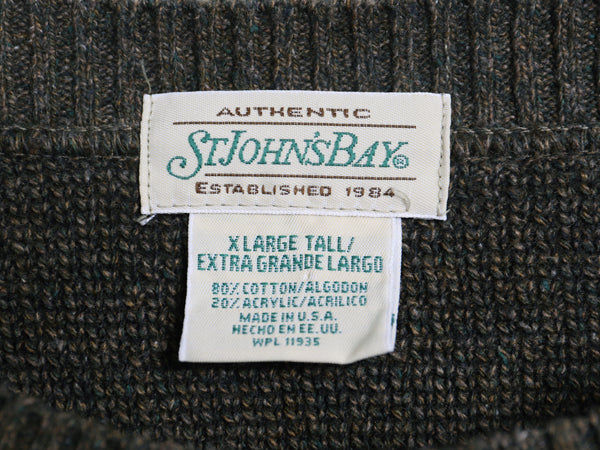 AUTHENTIC
ST JOHN'S BAY®
ESTABLISHED 1984
X LARGE TALL/
EXTRA GRANDE LARGO
80% COTTON/ALGODON
20% ACRYLIC/ACRILICO
MADE IN U.S.A.
HECHO EN EE.UU.
WPL 11935